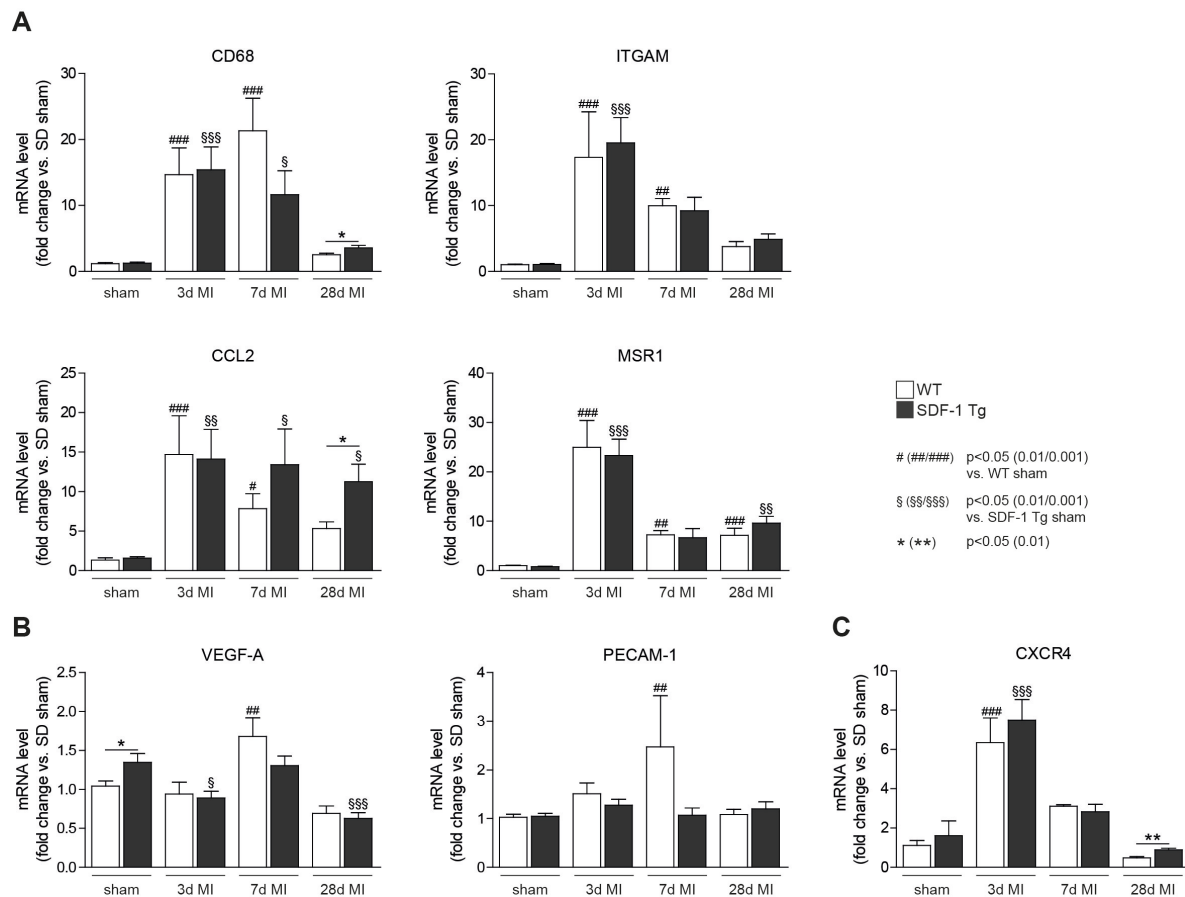 A
CD68
mRNA level
(fold change vs. SD sham)
30
20
10
0
###
§§§
###
§
*
sham
3d MI
7d MI
28d MI
ITGAM
mRNA level
(fold change vs. SD sham)
30
20
10
0
###
§§§
##
sham
3d MI
7d MI
28d MI
CCL2
mRNA level
(fold change vs. SD sham)
25
20
15
10
5
0
###
§§
#
§
*
§
sham
3d MI
7d MI
28d MI
MSR1
mRNA level
(fold change vs. SD sham)
40
30
20
10
0
###
§§§
##
###
§§
sham
3d MI
7d MI
28d MI
WT
SDF-1 Tg
# (##/###) p<0.05 (0.01/0.001)
vs. WT sham
§ (§§/§§§) p<0.05 (0.01/0.001)
vs. SDF-1 Tg sham
* (**) p<0.05 (0.01)
B
VEGF-A
mRNA level
(fold change vs. SD sham)
2.5
2.0
1.5
1.0
0.5
0.0
*
§
##
§§§
sham
3d MI
7d MI
28d MI
PECAM-1
mRNA level
(fold change vs. SD sham)
4
3
2
1
0
##
sham
3d MI
7d MI
28d MI
C
CXCR4
mRNA level
(fold change vs. SD sham)
10
8
6
4
2
0
###
§§§
**
sham
3d MI
7d MI
28d MI